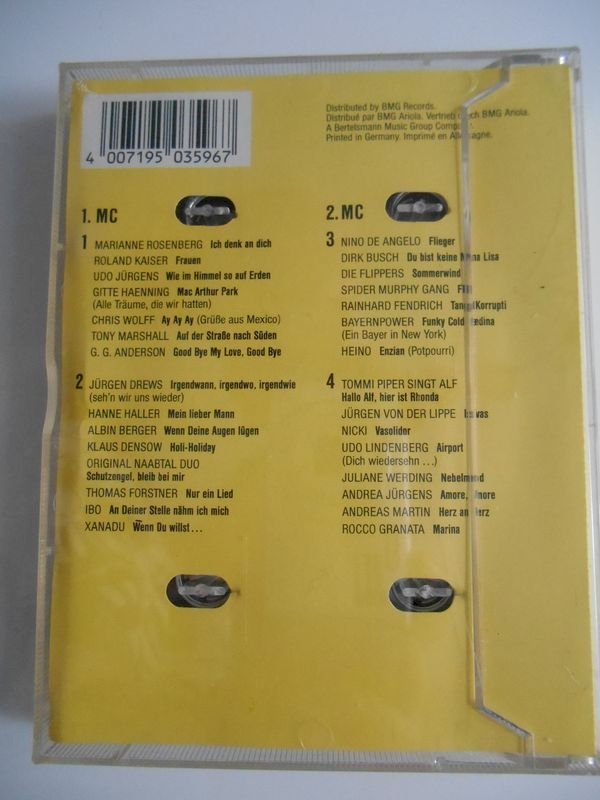 Distributed by BMG Records.
Distribué par BMG Ariola. Vertrieb durch BMG Ariola.
A Bertelsmann Music Group Company.
Printed in Germany. Imprimé en Allemagne.
4 007195 035967
1. MC
1 MARIANNE ROSENBERG Ich denk an dich
ROLAND KAISER Frauen
UDO JÜRGENS Wie im Himmel so auf Erden
GITTE HAENNING Mac Arthur Park
(Alle Träume, die wir hatten)
CHRIS WOLFF Ay Ay Ay (Grüße aus Mexico)
TONY MARSHALL Auf der Straße nach Süden
G. G. ANDERSON Good Bye My Love, Good Bye
2 JÜRGEN DREWS Irgendwann, irgendwo, irgendwie
(seh'n wir uns wieder)
HANNE HALLER Mein lieber Mann
ALBIN BERGER Wenn Deine Augen lügen
KLAUS DENSOW Holi-Holiday
ORIGINAL NAABTAL DUO
Schutzengel, bleib bei mir
THOMAS FORSTNER Nur ein Lied
IBO An Deiner Stelle nähm ich mich
XANADU Wenn Du willst...
2. MC
3 NINO DE ANGELO Flieger
DIRK BUSCH Du bist keine Mona Lisa
DIE FLIPPERS Sommerwind
SPIDER MURPHY GANG
RAINHARD FENDRICH Tango Korrupti
BAYERNPOWER Funky Cold Medina
(Ein Bayer in New York)
HEINO Enzian (Potpourri)
4 TOMMI PIPER SINGT ALF
Hallo Alf, hier ist Rhonda
JÜRGEN VON DER LIPPE
NICKI Vasolider
UDO LINDENBERG Airport
(Dich wiedersehn ...)
JULIANE WERDING Nebelmond
ANDREA JÜRGENS Amore, Amore
ANDREAS MARTIN Herz an Herz
ROCCO GRANATA Marina